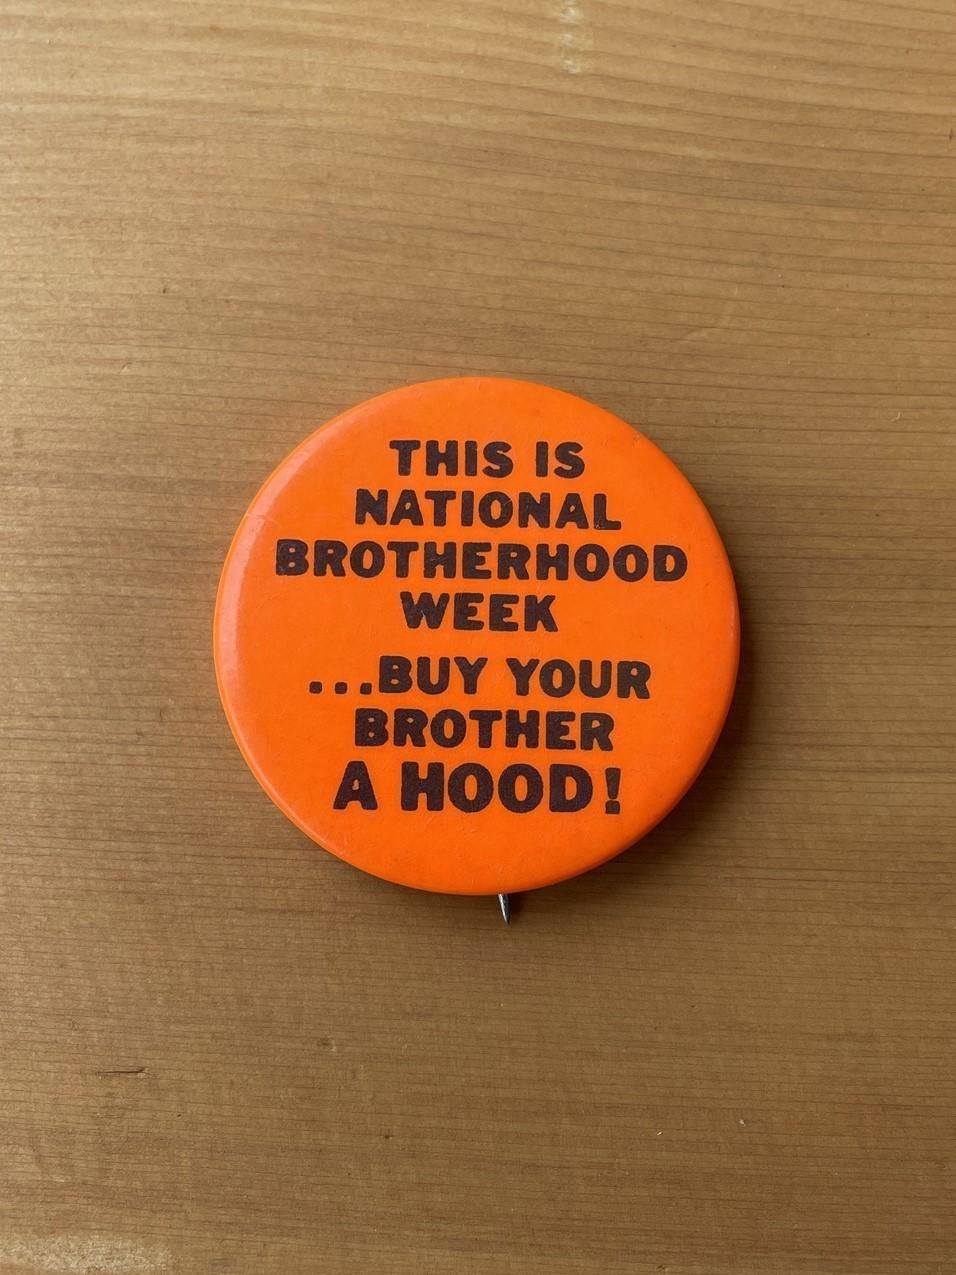 THIS IS
NATIONAL
BROTHERHOOD
WEEK
...BUY YOUR
BROTHER
A HOOD!